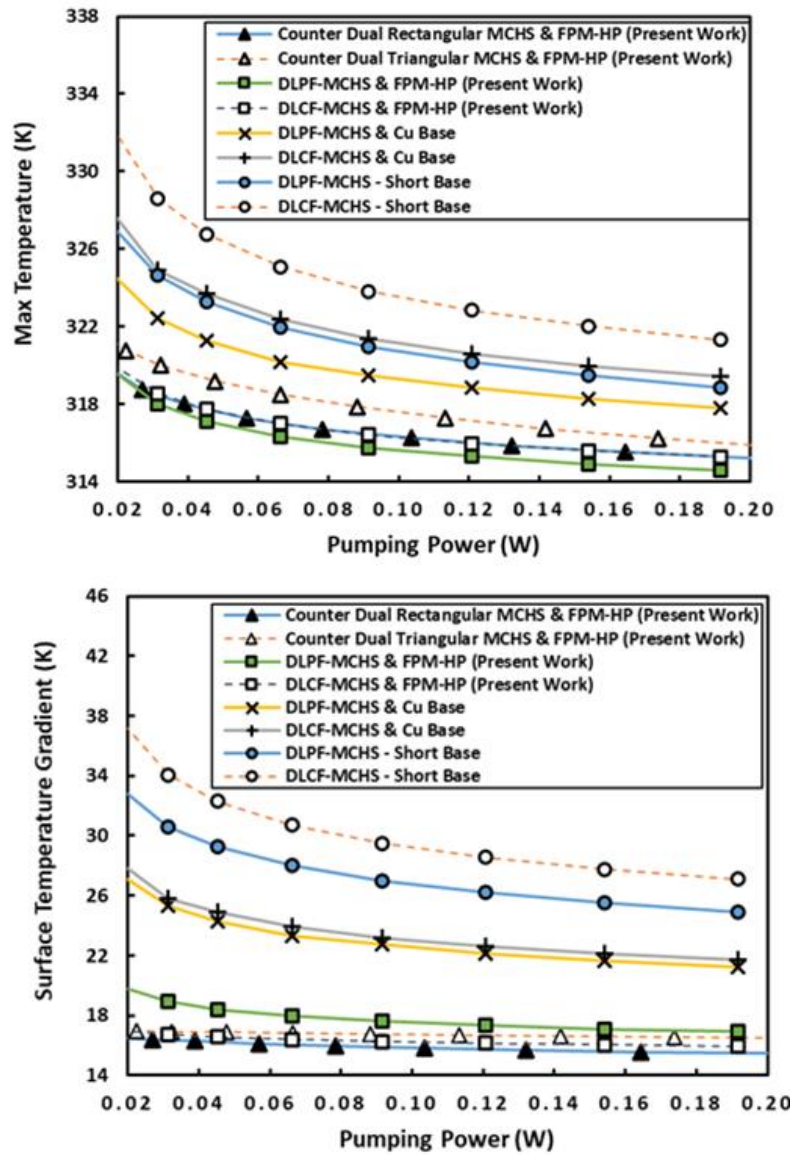 338
334
330
326
322
318
314
Max Temperature (K)
Counter Dual Rectangular MCHS & FPM-HP (Present Work)
Counter Dual Triangular MCHS & FPM-HP (Present Work)
DLPF-MCHS & FPM-HP (Present Work)
DLCF-MCHS & FPM-HP (Present Work)
DLPF-MCHS & Cu Base
DLCF-MCHS & Cu Base
DLPF-MCHS - Short Base
DLCF-MCHS - Short Base
0.02 0.04 0.06 0.08 0.10 0.12 0.14 0.16 0.18 0.20
Pumping Power (W)
46
42
38
34
30
26
22
18
14
Surface Temperature Gradient (K)
Counter Dual Rectangular MCHS & FPM-HP (Present Work)
Counter Dual Triangular MCHS & FPM-HP (Present Work)
DLPF-MCHS & FPM-HP (Present Work)
DLCF-MCHS & FPM-HP (Present Work)
DLPF-MCHS & Cu Base
DLCF-MCHS & Cu Base
DLPF-MCHS - Short Base
DLCF-MCHS - Short Base
0.02 0.04 0.06 0.08 0.10 0.12 0.14 0.16 0.18 0.20
Pumping Power (W)